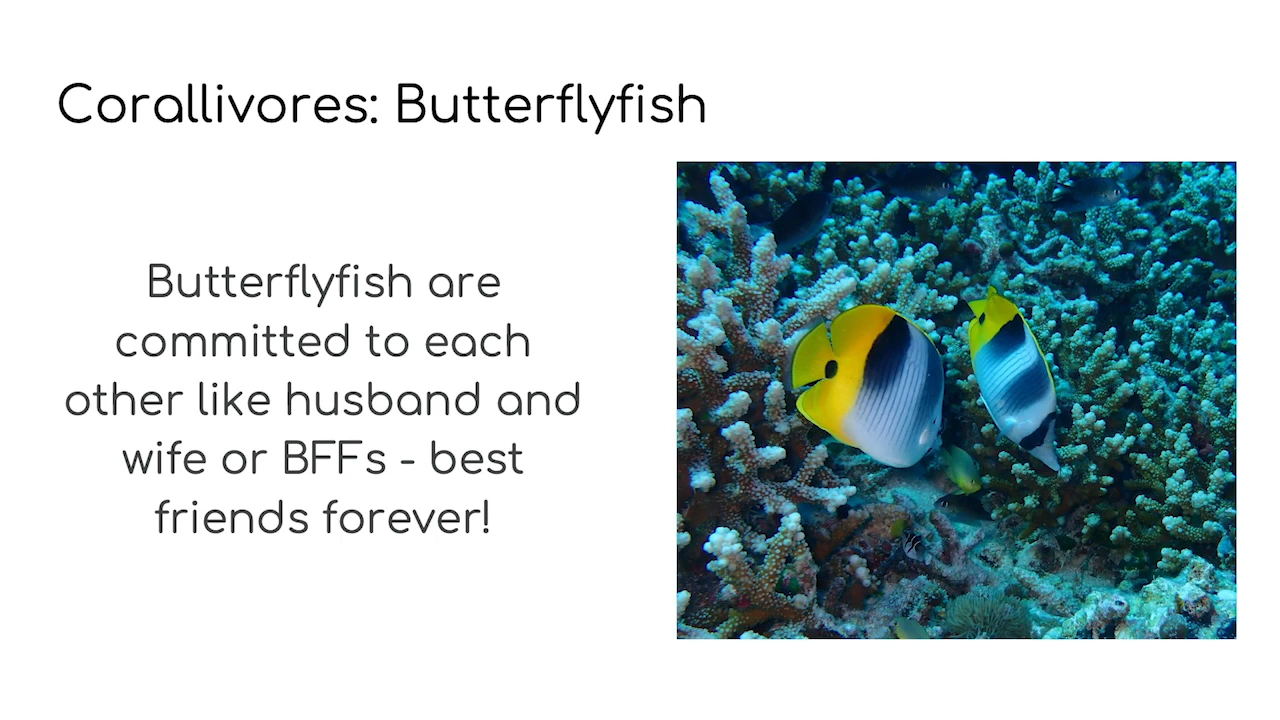 Corallivores: Butterflyfish
Butterflyfish are
committed to each
other like husband and
wife or BFFs - best
friends forever!